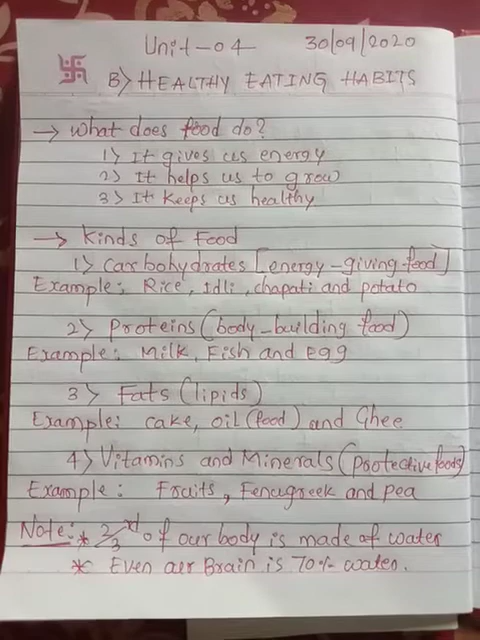 Unit-04 30/09/2020
B) HEALTHY EATING HABITS
→ What does food do?
1) It gives us energy
2) It helps us to grow
3) It keeps us healthy
→ Kinds of Food
1) Carbohydrates [energy-giving-food]
Example: Rice, Idli, chapati and potato
2) Proteins (body-building food)
Example: Milk, Fish and Egg
3) Fats (lipids)
Example: cake, oil (food) and Ghee
4) Vitamins and Minerals (protective foods)
Example: Fruits, Fenugreek and pea
Note: * 2/3rd of our body is made of water
* Even our Brain is 70% water.